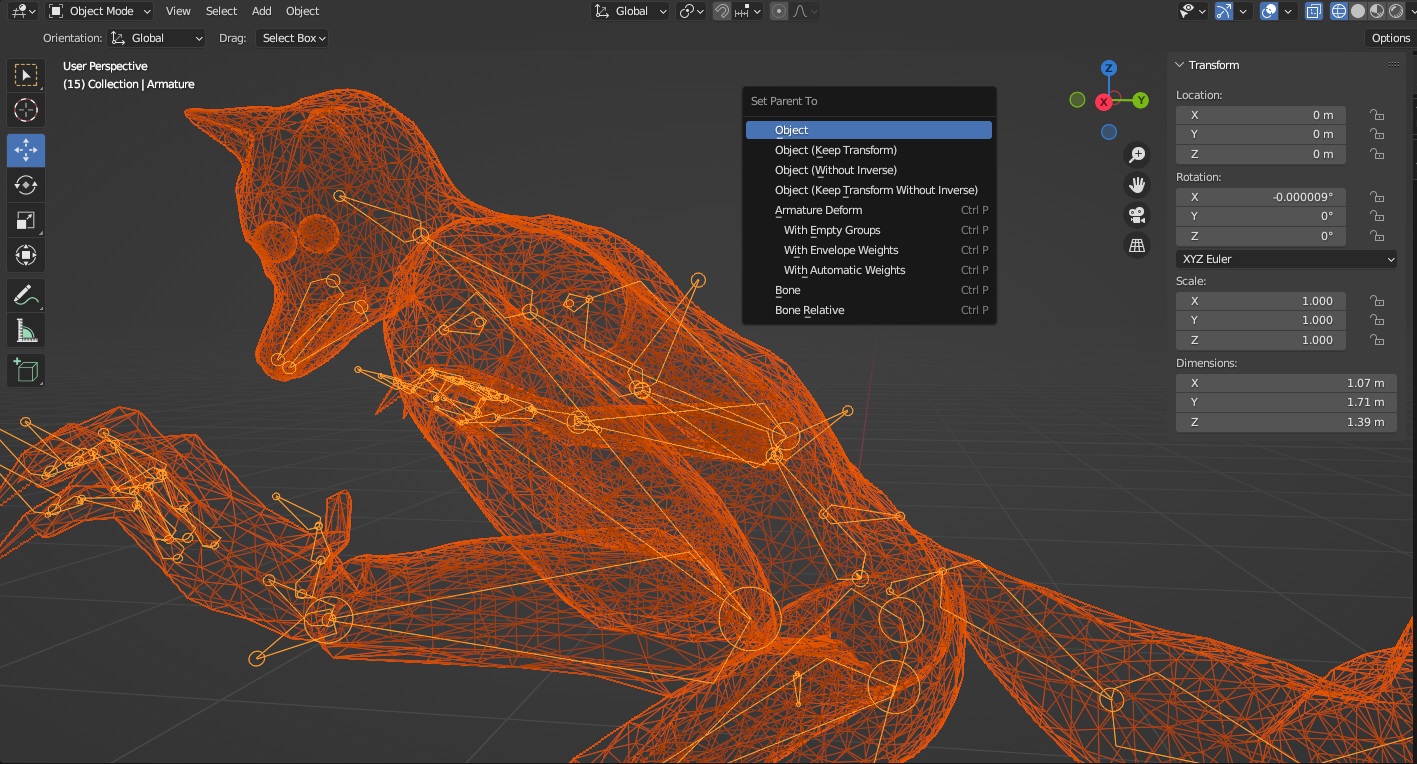 Object Mode View Select Add Object Global
Orientation: Global Drag: Select Box Options
User Perspective
(15) Collection | Armature
Set Parent To
Object
Object (Keep Transform)
Object (Without Inverse)
Object (Keep Transform Without Inverse)
Armature Deform Ctrl P
With Empty Groups Ctrl P
With Envelope Weights Ctrl P
With Automatic Weights Ctrl P
Bone Ctrl P
Bone Relative Ctrl P
Z
X
Y
Transform
Location:
X 0 m
Y 0 m
Z 0 m
Rotation:
X -0.000009°
Y 0°
Z 0°
XYZ Euler
Scale:
X 1.000
Y 1.000
Z 1.000
Dimensions:
X 1.07 m
Y 1.71 m
Z 1.39 m